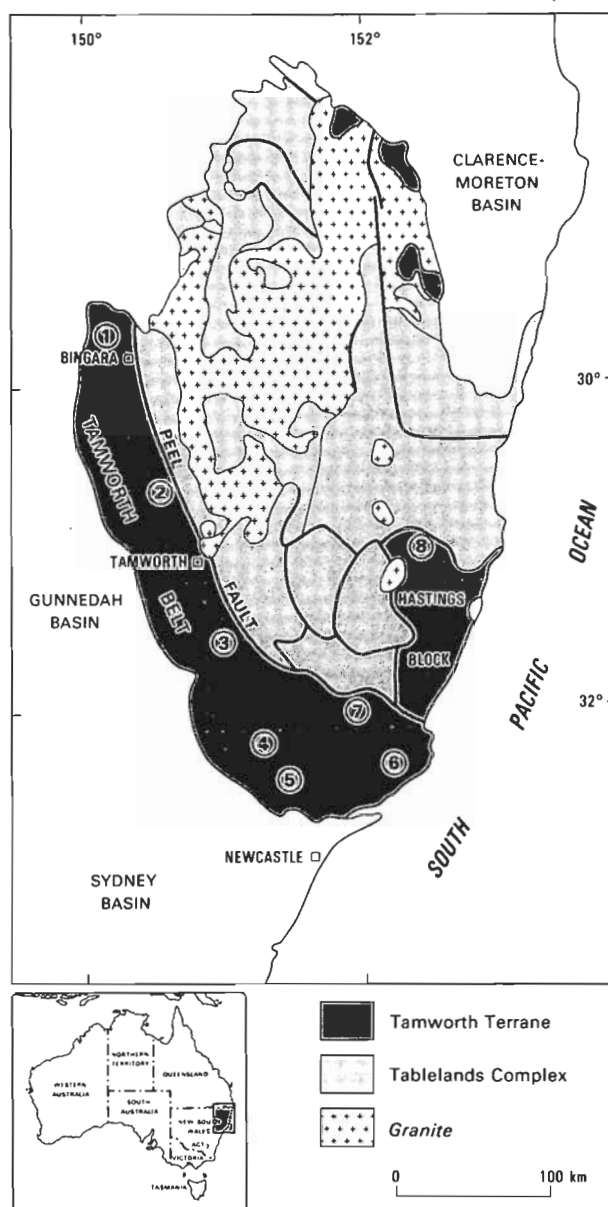 150°
152°
CLARENCE-
MORETON
BASIN
1
BINGARA
30°
PEEL
TAMWORTH
2
OCEAN
8
TAMWORTH
HASTINGS
GUNNEDAH
BASIN
FAULT
BELT
3
BLOCK
PACIFIC
32°
7
4
6
5
SOUTH
NEWCASTLE
SYDNEY
BASIN
NORTHERN
TERRITORY
WESTERN
AUSTRALIA
QUEENSLAND
SOUTH
AUSTRALIA
NEW SOUTH
WALES
ACT
VICTORIA
TASMANIA
Tamworth Terrane
Tablelands Complex
Granite
0
100 km